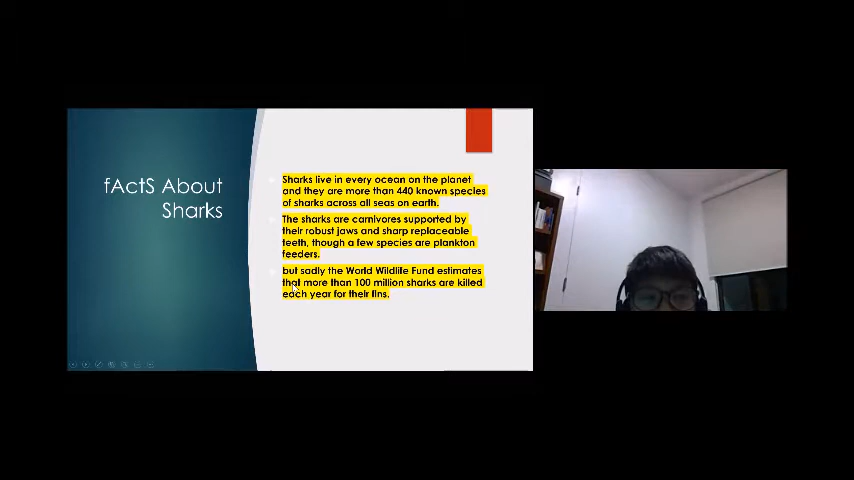 fActS About
Sharks
Sharks live in every ocean on the planet
and they are more than 440 known species
of sharks across all seas on earth.
The sharks are carnivores supported by
their robust jaws and sharp replaceable
teeth, though a few species are plankton
feeders.
but sadly the World Wildlife Fund estimates
that more than 100 million sharks are killed
each year for their fins.